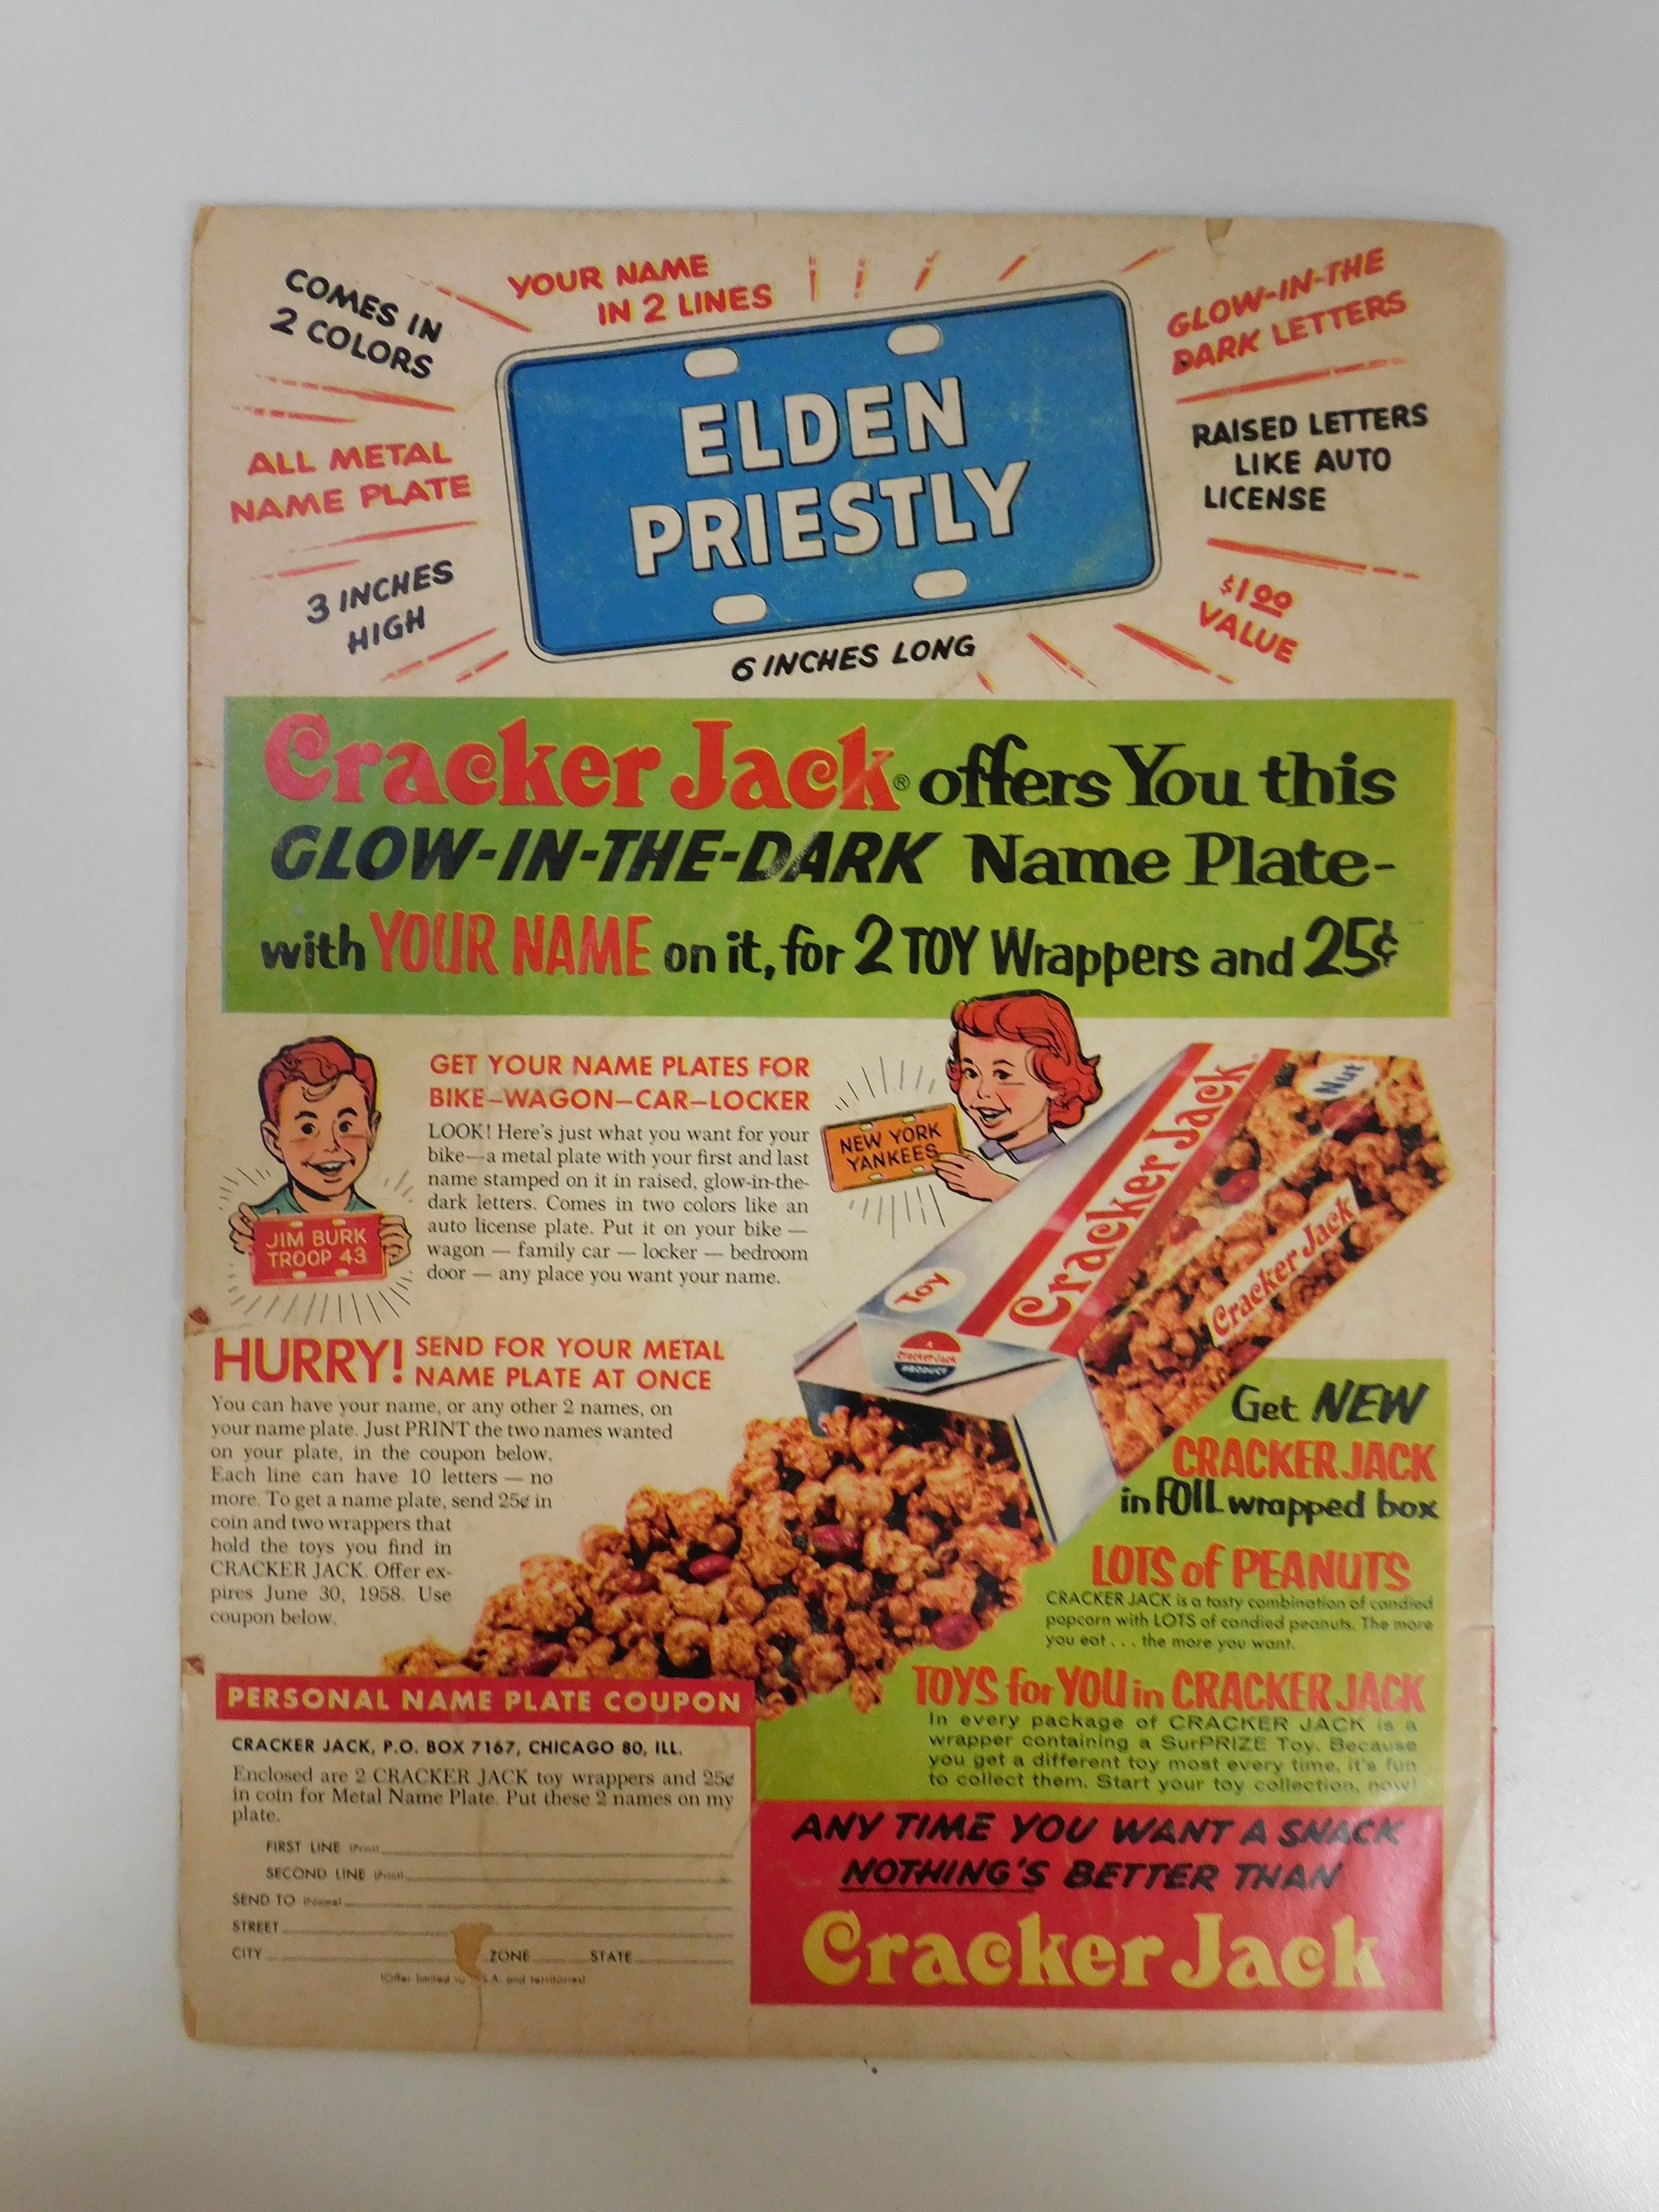 COMES IN
2 COLORS
YOUR NAME
IN 2 LINES
GLOW-IN-THE
DARK LETTERS
ALL METAL
NAME PLATE
ELDEN
PRIESTLY
RAISED LETTERS
LIKE AUTO
LICENSE
3 INCHES
HIGH
6 INCHES LONG
$1.00
VALUE
Cracker Jack® offers You this
GLOW-IN-THE-DARK Name Plate-
with YOUR NAME on it, for 2 TOY Wrappers and 25¢
GET YOUR NAME PLATES FOR
BIKE—WAGON—CAR—LOCKER
LOOK! Here's just what you want for your
bike—a metal plate with your first and last
name stamped on it in raised, glow-in-the-
dark letters. Comes in two colors like an
auto license plate. Put it on your bike —
wagon — family car — locker — bedroom
door — any place you want your name.
JIM BURK
TROOP 43
NEW YORK
YANKEES
Cracker Jack
Nut
Cracker Jack
Toy
A
Cracker Jack
PRODUCT
HURRY! SEND FOR YOUR METAL
NAME PLATE AT ONCE
You can have your name, or any other 2 names, on
your name plate. Just PRINT the two names wanted
on your plate, in the coupon below.
Each line can have 10 letters — no
more. To get a name plate, send 25¢ in
coin and two wrappers that
hold the toys you find in
CRACKER JACK. Offer ex-
pires June 30, 1958. Use
coupon below.
Get NEW
CRACKER JACK
in FOIL wrapped box
LOTS of PEANUTS
CRACKER JACK is a tasty combination of candied
popcorn with LOTS of candied peanuts. The more
you eat . . . the more you want.
TOYS for YOU in CRACKER JACK
In every package of CRACKER JACK is a
wrapper containing a SurPRIZE Toy. Because
you get a different toy most every time, it's fun
to collect them. Start your toy collection, now!
PERSONAL NAME PLATE COUPON
CRACKER JACK, P.O. BOX 7167, CHICAGO 80, ILL.
Enclosed are 2 CRACKER JACK toy wrappers and 25¢
in coin for Metal Name Plate. Put these 2 names on my
plate.
FIRST LINE (Print)
SECOND LINE (Print)
SEND TO (Name)
STREET
CITY ZONE STATE
(Offer limited to S.A. and territories)
ANY TIME YOU WANT A SNACK
NOTHING'S BETTER THAN
Cracker Jack